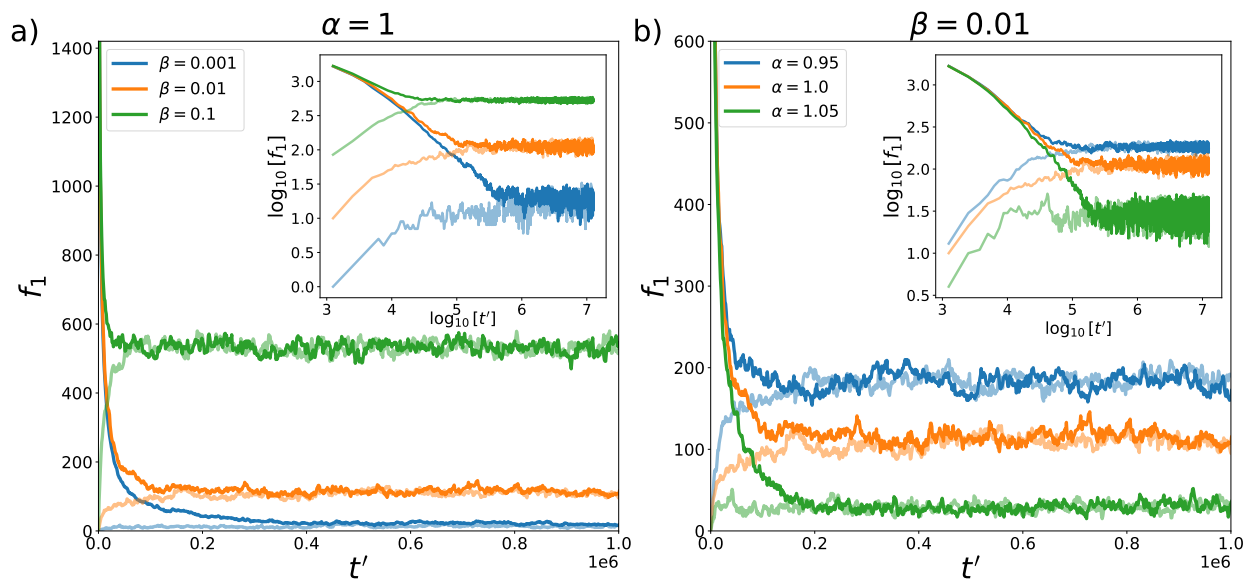 a)
α = 1
β = 0.001
β = 0.01
β = 0.1
f₁
1400
1200
1000
800
600
400
200
0
0.0 0.2 0.4 0.6 0.8 1.0
1e6
t′
log₁₀ [f₁]
3.0
2.5
2.0
1.5
1.0
0.5
0.0
3 4 5 6 7
log₁₀ [t′]
b)
β = 0.01
α = 0.95
α = 1.0
α = 1.05
f₁
600
500
400
300
200
100
0
0.0 0.2 0.4 0.6 0.8 1.0
1e6
t′
log₁₀ [f₁]
3.0
2.5
2.0
1.5
1.0
0.5
3 4 5 6 7
log₁₀ [t′]